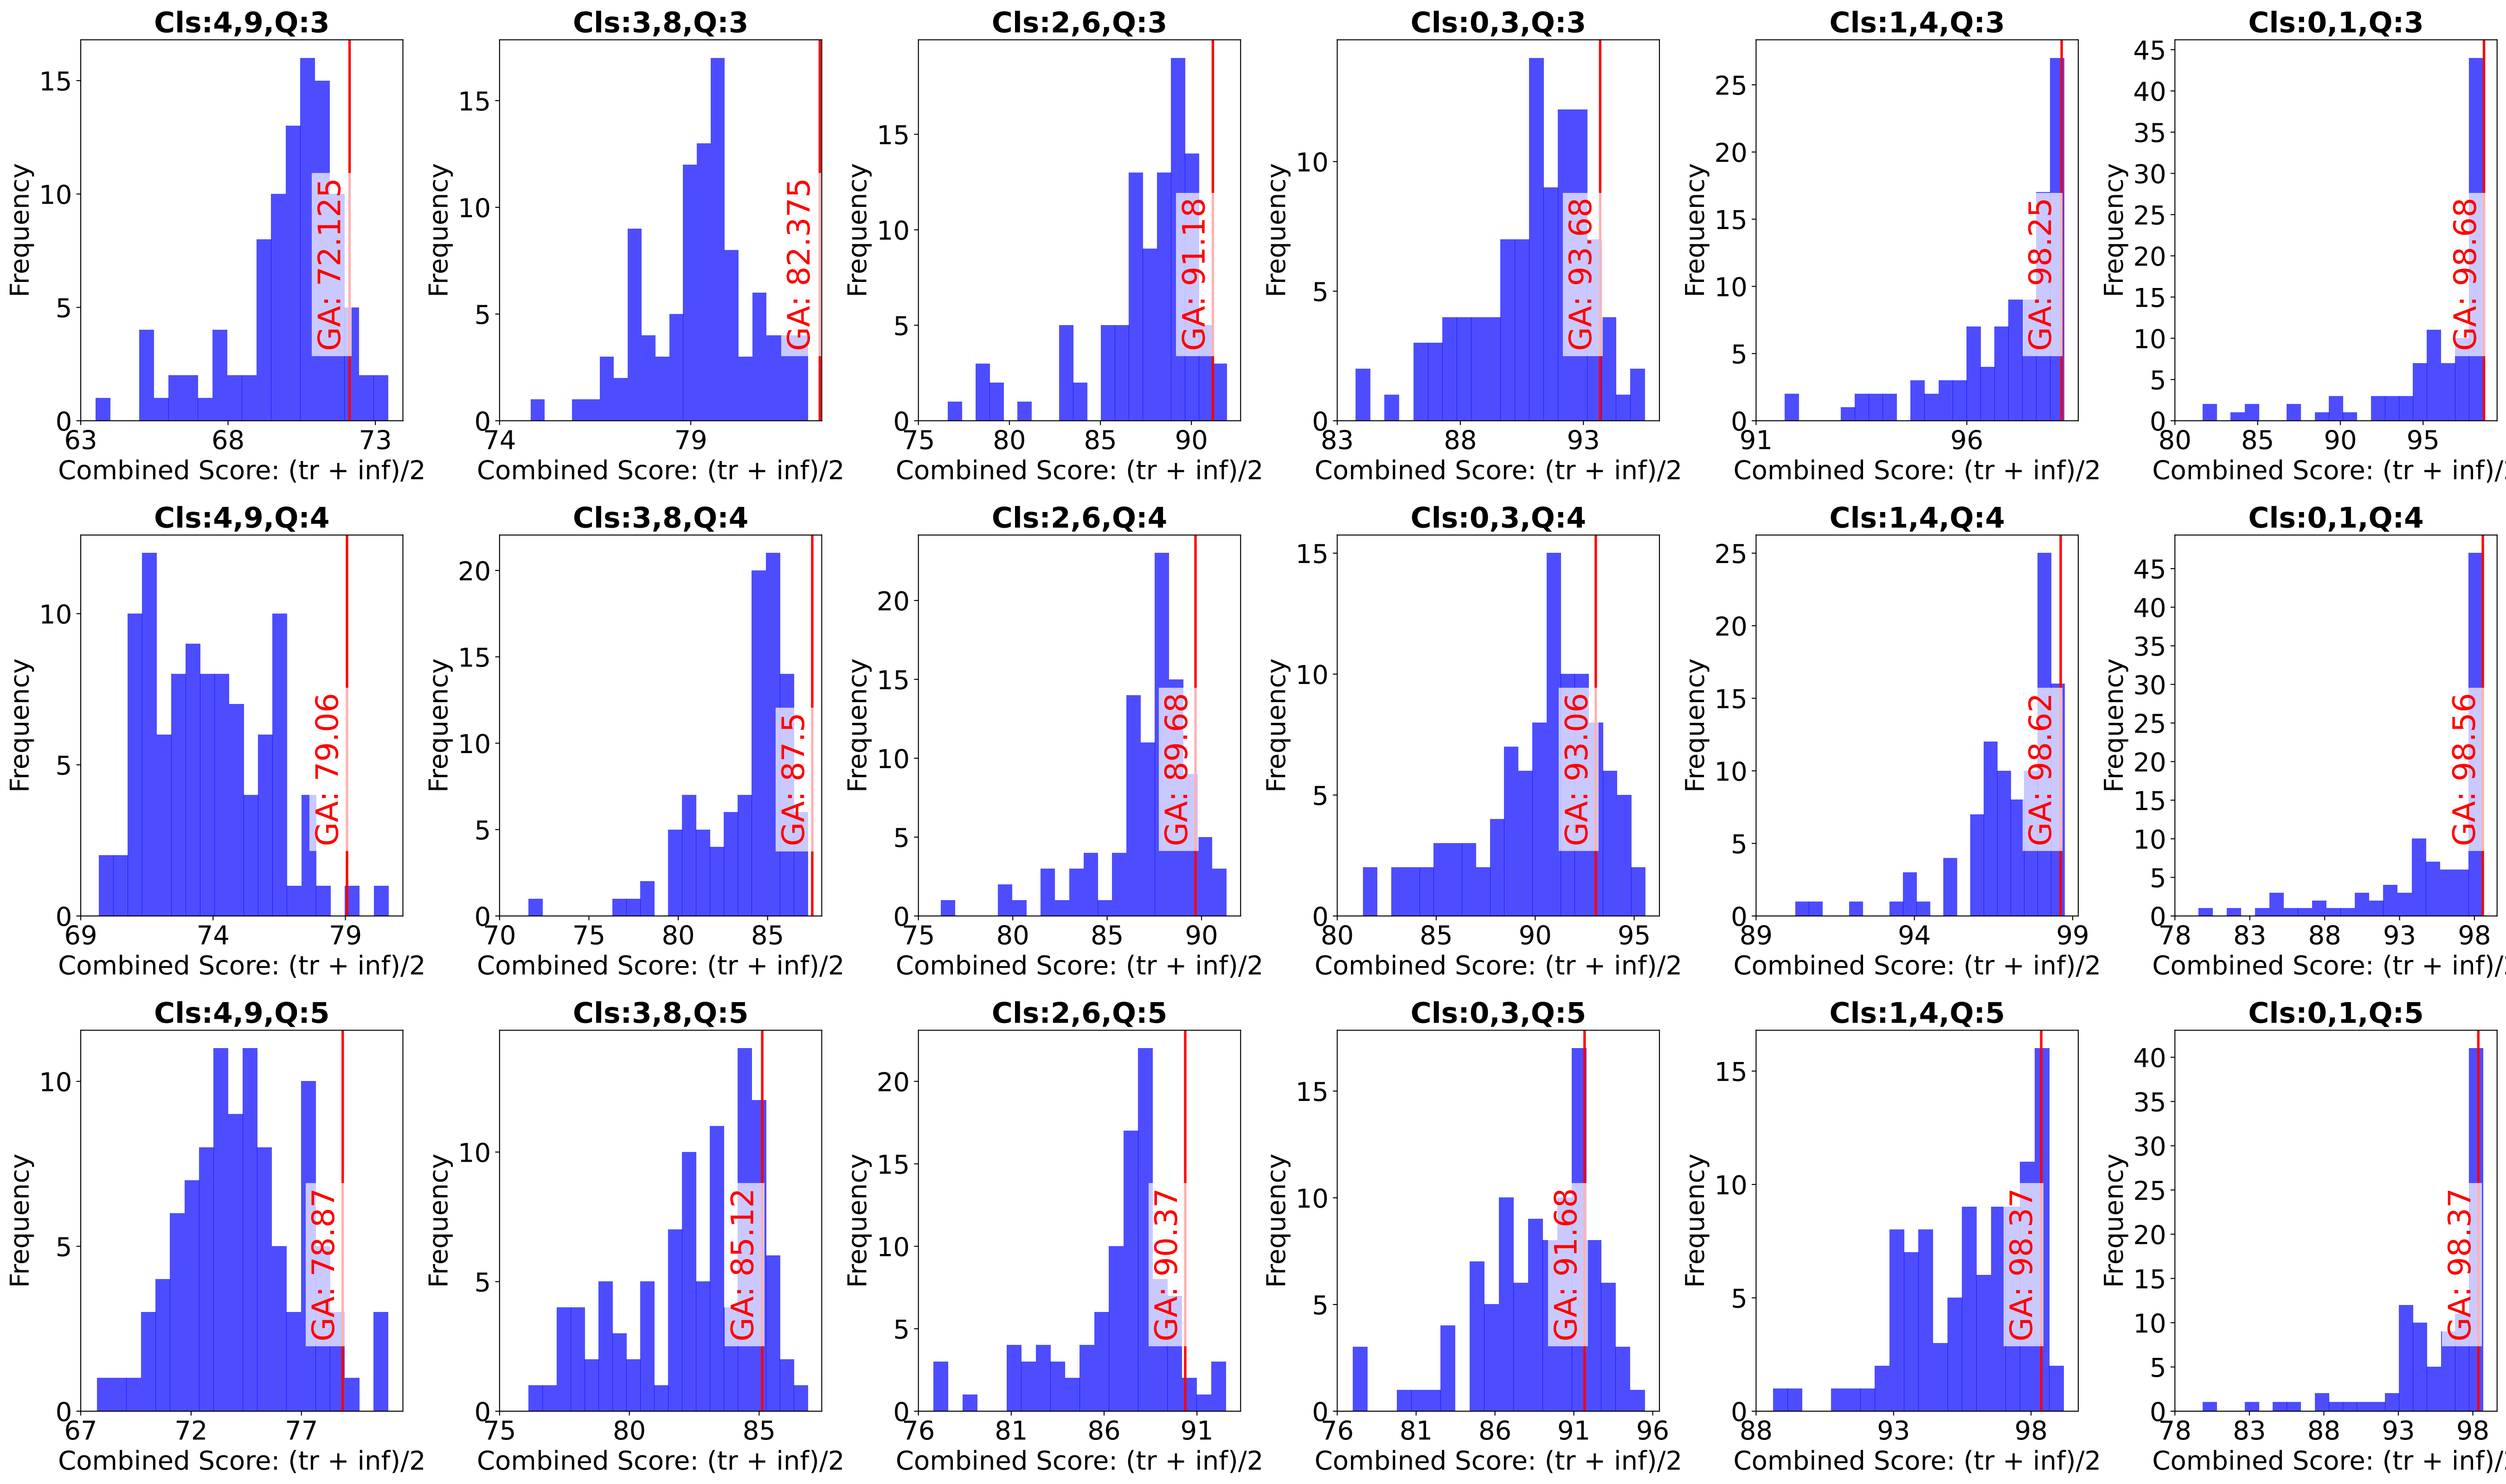 Cls:4,9,Q:3
15
10
5
0
Frequency
GA: 72.125
63 68 73
Combined Score: (tr + inf)/2
Cls:3,8,Q:3
15
10
5
0
Frequency
GA: 82.375
74 79
Combined Score: (tr + inf)/2
Cls:2,6,Q:3
15
10
5
0
Frequency
GA: 91.18
75 80 85 90
Combined Score: (tr + inf)/2
Cls:0,3,Q:3
10
5
0
Frequency
GA: 93.68
83 88 93
Combined Score: (tr + inf)/2
Cls:1,4,Q:3
25
20
15
10
5
0
Frequency
GA: 98.25
91 96
Combined Score: (tr + inf)/2
Cls:0,1,Q:3
45
40
35
30
25
20
15
10
5
0
Frequency
GA: 98.68
80 85 90 95
Combined Score: (tr + inf)/2
Cls:4,9,Q:4
10
5
0
Frequency
GA: 79.06
69 74 79
Combined Score: (tr + inf)/2
Cls:3,8,Q:4
20
15
10
5
0
Frequency
GA: 87.5
70 75 80 85
Combined Score: (tr + inf)/2
Cls:2,6,Q:4
20
15
10
5
0
Frequency
GA: 89.68
75 80 85 90
Combined Score: (tr + inf)/2
Cls:0,3,Q:4
15
10
5
0
Frequency
GA: 93.06
80 85 90 95
Combined Score: (tr + inf)/2
Cls:1,4,Q:4
25
20
15
10
5
0
Frequency
GA: 98.62
89 94 99
Combined Score: (tr + inf)/2
Cls:0,1,Q:4
45
40
35
30
25
20
15
10
5
0
Frequency
GA: 98.56
78 83 88 93 98
Combined Score: (tr + inf)/2
Cls:4,9,Q:5
10
5
0
Frequency
GA: 78.87
67 72 77
Combined Score: (tr + inf)/2
Cls:3,8,Q:5
10
5
0
Frequency
GA: 85.12
75 80 85
Combined Score: (tr + inf)/2
Cls:2,6,Q:5
20
15
10
5
0
Frequency
GA: 90.37
76 81 86 91
Combined Score: (tr + inf)/2
Cls:0,3,Q:5
15
10
5
0
Frequency
GA: 91.68
76 81 86 91 96
Combined Score: (tr + inf)/2
Cls:1,4,Q:5
15
10
5
0
Frequency
GA: 98.37
88 93 98
Combined Score: (tr + inf)/2
Cls:0,1,Q:5
40
35
30
25
20
15
10
5
0
Frequency
GA: 98.37
78 83 88 93 98
Combined Score: (tr + inf)/2